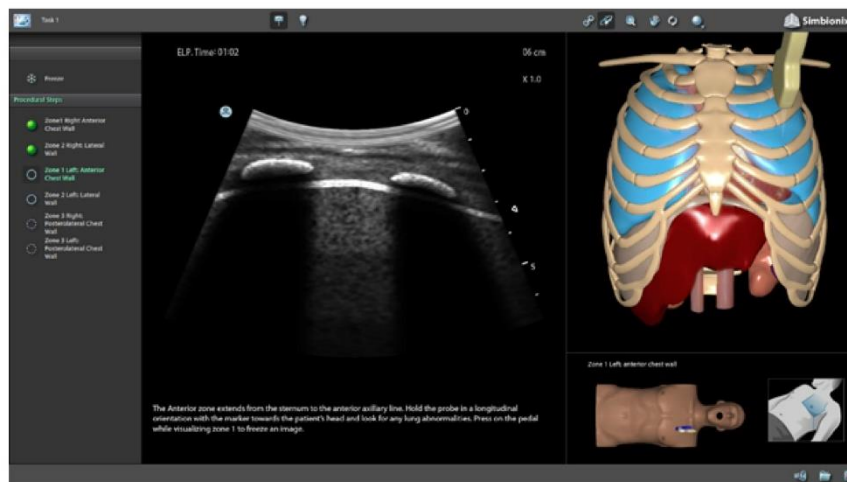 Task 1
Simbionix
ELP. Time: 01:02
06 cm
X 1.0
Freeze
Procedural Steps
Zone1 Right Anterior
Chest Wall
Zone 2 Right: Lateral
Wall
Zone 1 Left: Anterior
Chest Wall
Zone 2 Left: Lateral
Wall
Zone 3 Right:
Posterolateral Chest
Wall
Zone 3 Left:
Posterolateral Chest
Wall
0
4
5
Zone 1 Left: anterior chest wall
The Anterior zone extends from the sternum to the anterior axillary line. Hold the probe in a longitudinal
orientation with the marker towards the patient's head and look for any lung abnormalities. Press on the pedal
while visualizing zone 1 to freeze an image.